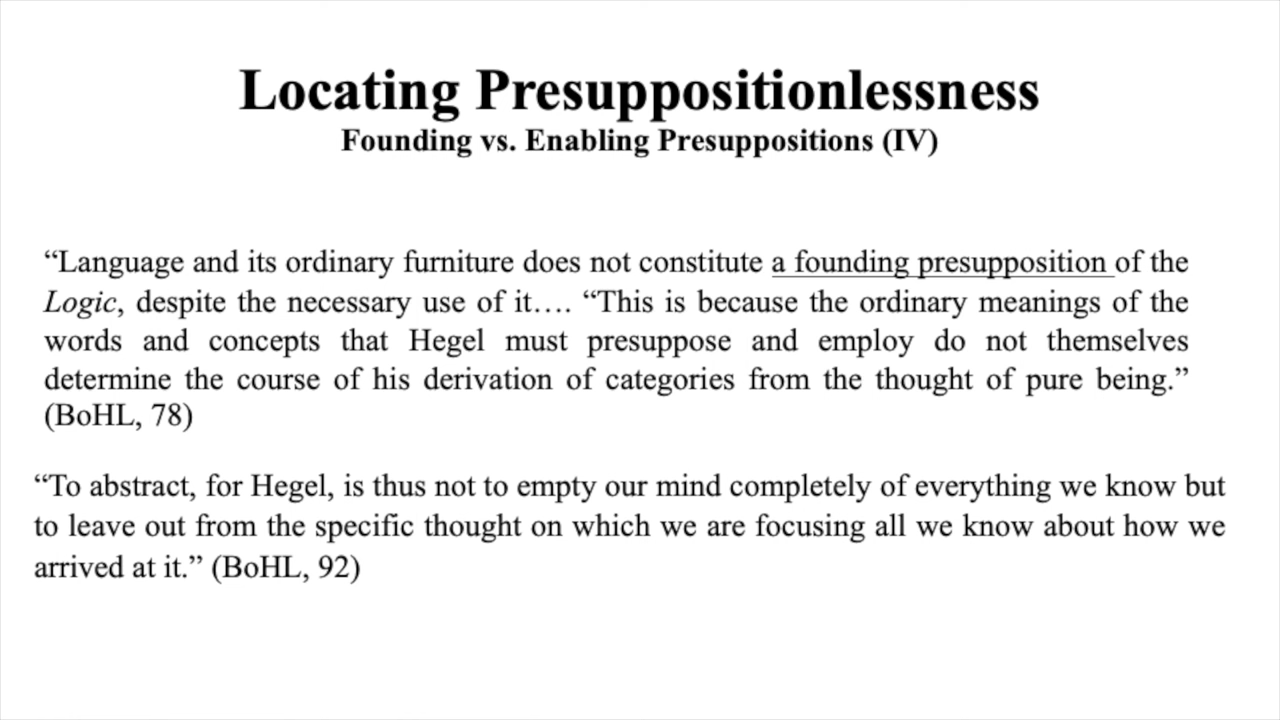 Locating Presuppositionlessness
Founding vs. Enabling Presuppositions (IV)
“Language and its ordinary furniture does not constitute a founding presupposition of the
Logic, despite the necessary use of it…. “This is because the ordinary meanings of the
words and concepts that Hegel must presuppose and employ do not themselves
determine the course of his derivation of categories from the thought of pure being.”
(BoHL, 78)
“To abstract, for Hegel, is thus not to empty our mind completely of everything we know but
to leave out from the specific thought on which we are focusing all we know about how we
arrived at it.” (BoHL, 92)